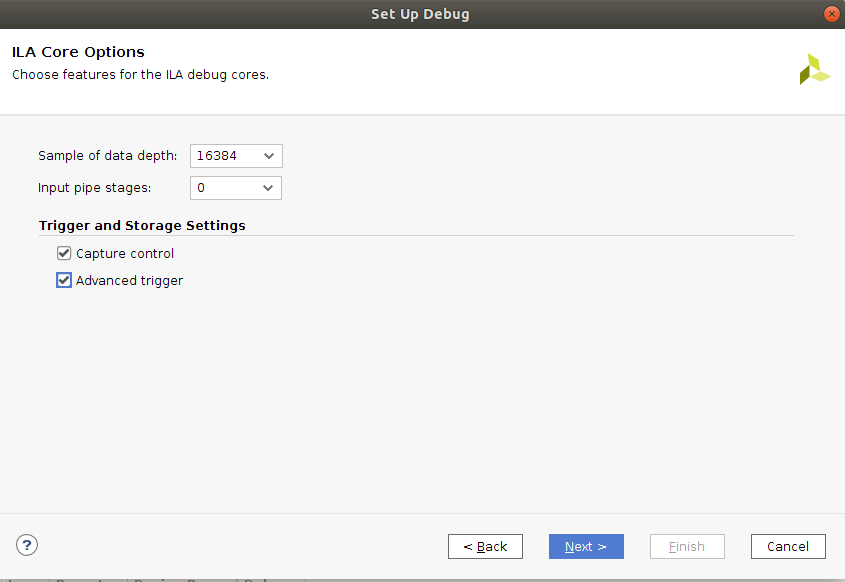 Set Up Debug
ILA Core Options
Choose features for the ILA debug cores.
Sample of data depth: 16384
Input pipe stages: 0
Trigger and Storage Settings
Capture control
Advanced trigger
?
< Back Next > Finish Cancel